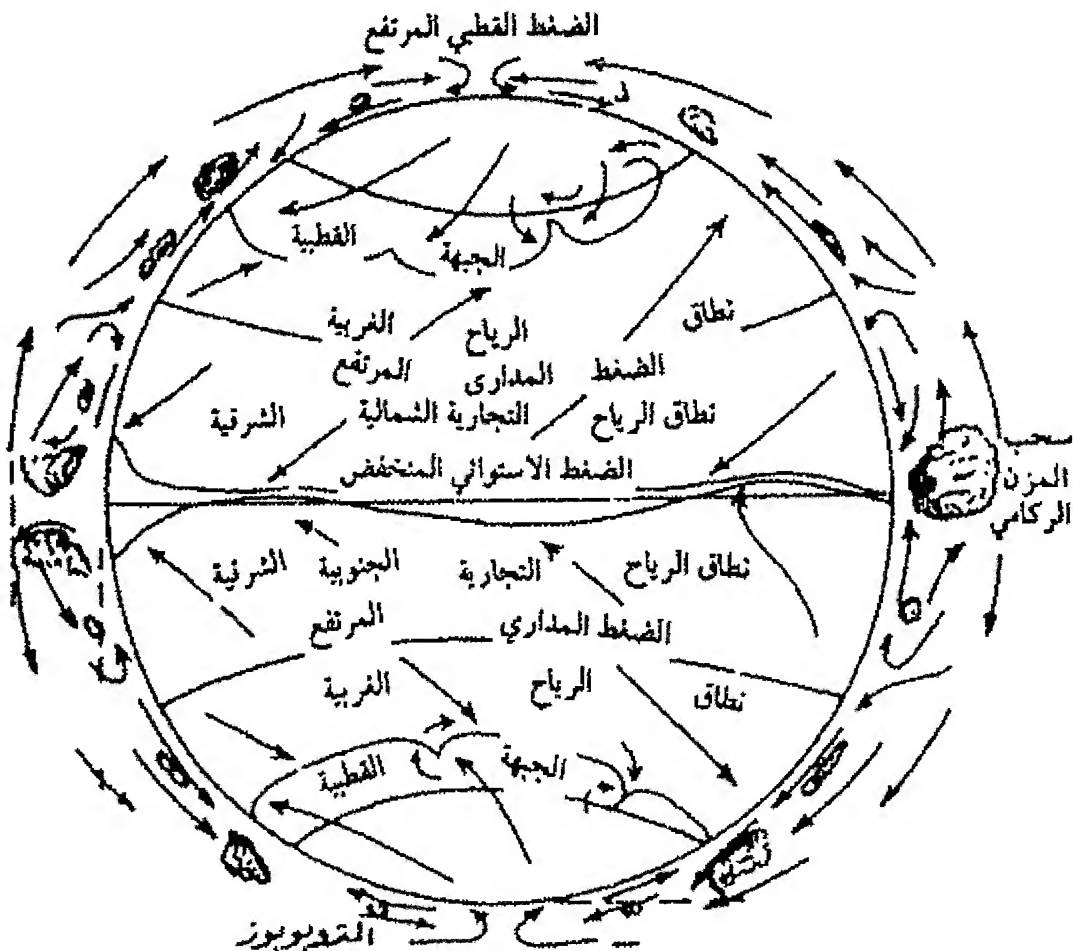 الضغط القطبي المرتفع
الجبهة القطبية
نطاق الرياح الغربية
الضغط المدارى المرتفع
نطاق الرياح التجارية الشمالية الشرقية
الضغط الاستوائي المنخفض
سحب
المزن
الركامي
نطاق الرياح التجارية الجنوبية الشرقية
الضغط المداري المرتفع
نطاق الرياح الغربية
الجبهة القطبية
التروبوبوز